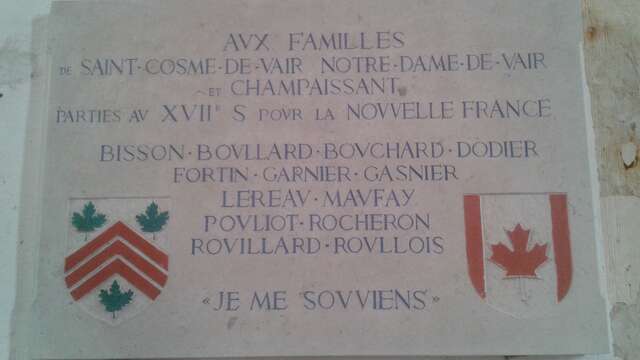 AVX FAMILLES
DE SAINT·COSME·DE·VAIR NOTRE·DAME·DE·VAIR
ET CHAMPAISSANT
PARTIES AV XVIIE S POVR LA NOVVELLE FRANCE
BISSON·BOVLLARD·BOVCHARD·DODIER
FORTIN·GARNIER·GASNIER
LEREAV·MAVFAY
POVLIOT·ROCHERON
ROVILLARD·ROVLLOIS
«JE ME SOVVIENS»